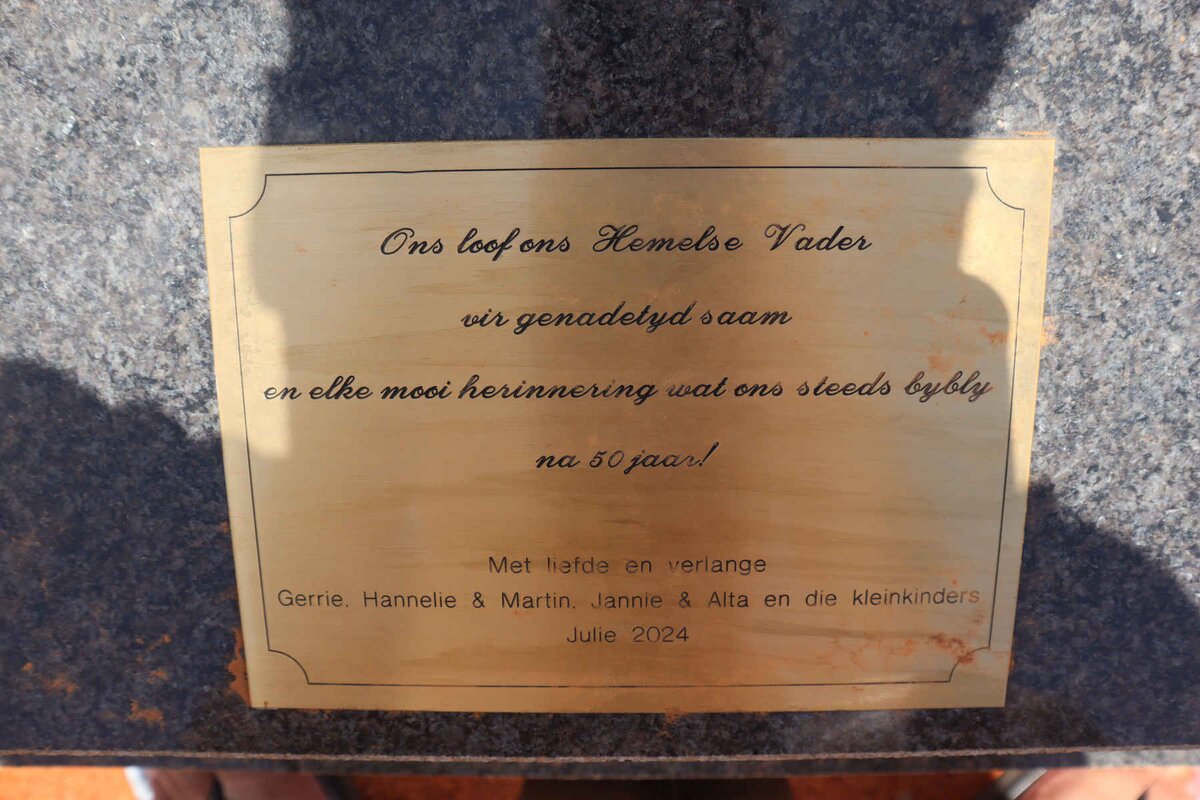 Ons loof ons Hemelse Vader
vir genadetyd saam
en elke mooi herinnering wat ons steeds bybly
na 50 jaar!
Met liefde en verlange
Gerrie, Hannelie & Martin, Jannie & Alta en die kleinkinders
Julie 2024